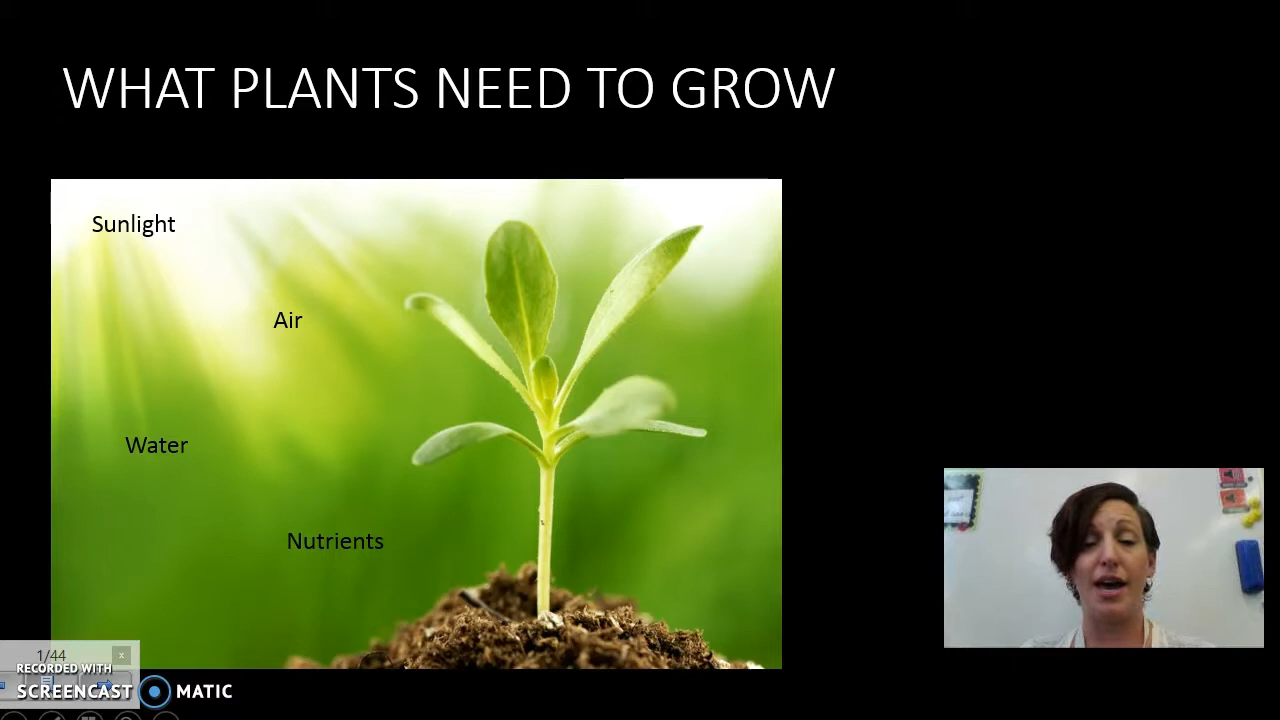 WHAT PLANTS NEED TO GROW
Sunlight
Air
Water
Nutrients
1/44
RECORDED WITH
SCREENCAST MATIC